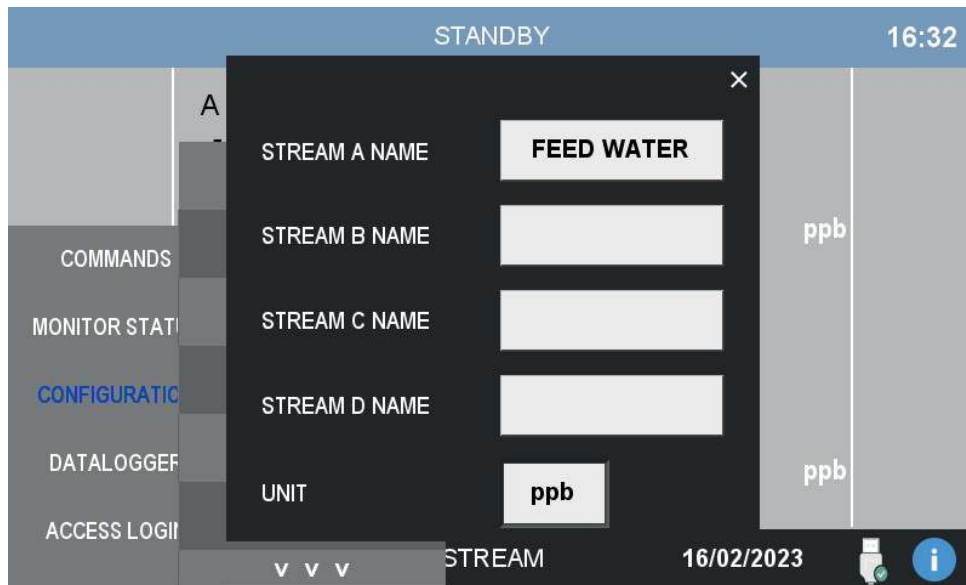 STANDBY 16:32
×
A
STREAM A NAME FEED WATER
STREAM B NAME
ppb
COMMANDS
STREAM C NAME
MONITOR STAT
CONFIGURATIO
STREAM D NAME
DATALOGGER
ppb
UNIT ppb
ACCESS LOGI
STREAM 16/02/2023 i
v v v